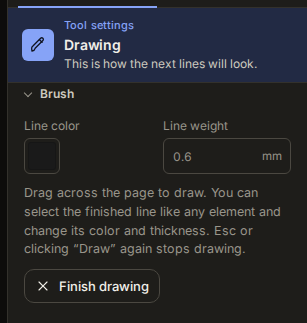 Tool settings
Drawing
This is how the next lines will look.
Brush
Line color
Line weight
0.6 mm
Drag across the page to draw. You can
select the finished line like any element and
change its color and thickness. Esc or
clicking “Draw” again stops drawing.
Finish drawing